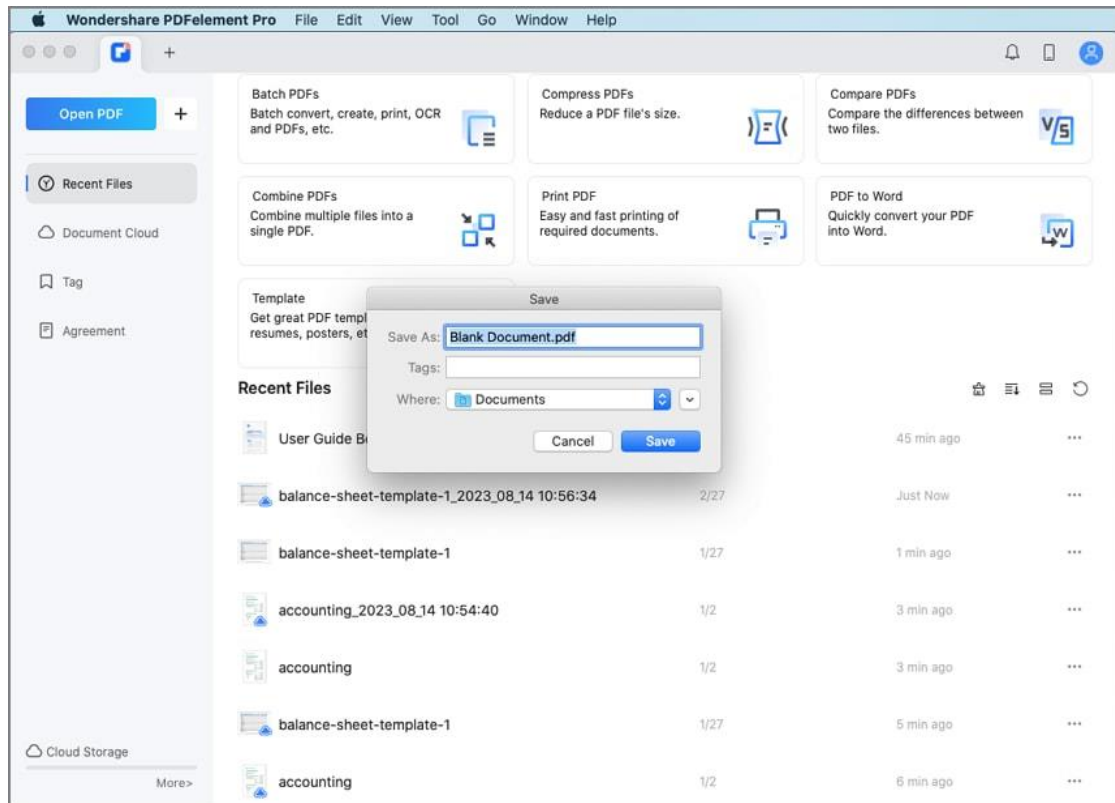 Wondershare PDFelement Pro File Edit View Tool Go Window Help
Open PDF
Recent Files
Document Cloud
Tag
Agreement
Cloud Storage
More>
Batch PDFs
Batch convert, create, print, OCR
and PDFs, etc.
Compress PDFs
Reduce a PDF file's size.
Compare PDFs
Compare the differences between
two files.
V/S
Combine PDFs
Combine multiple files into a
single PDF.
Print PDF
Easy and fast printing of
required documents.
PDF to Word
Quickly convert your PDF
into Word.
W
Template
Get great PDF templ
resumes, posters, et
Save
Save As: Blank Document.pdf
Tags:
Where: Documents
Cancel Save
Recent Files
User Guide B 45 min ago
balance-sheet-template-1_2023_08_14 10:56:34 2/27 Just Now
balance-sheet-template-1 1/27 1 min ago
accounting_2023_08_14 10:54:40 1/2 3 min ago
accounting 1/2 3 min ago
balance-sheet-template-1 1/27 5 min ago
accounting 1/2 6 min ago